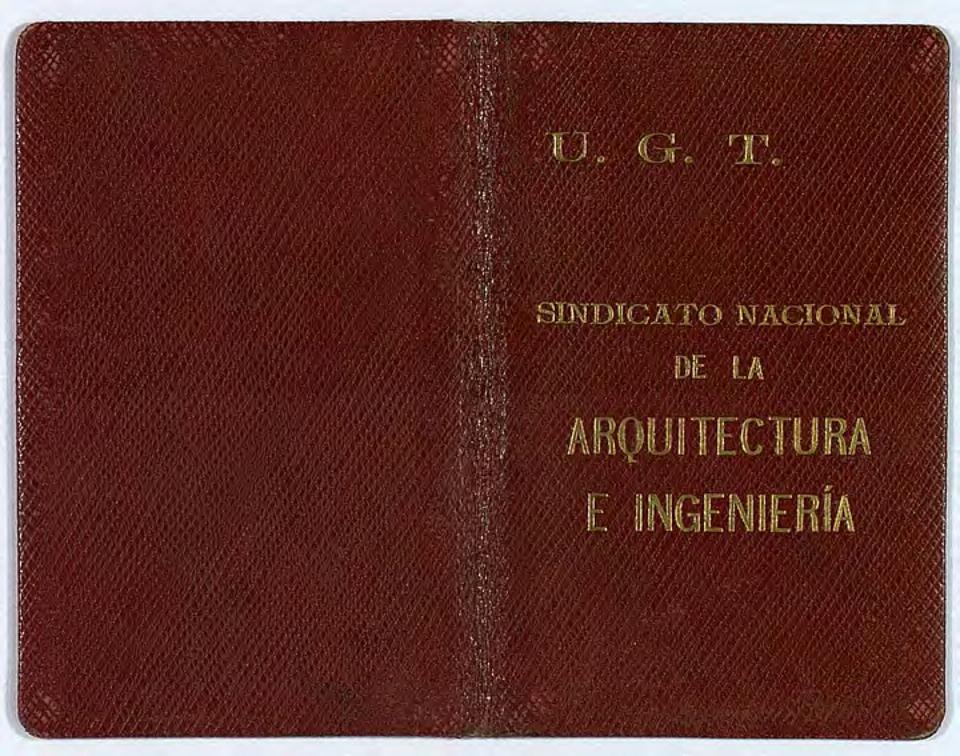 U. G. T.
SINDICATO NACIONAL
DE LA
ARQUITECTURA
E INGENIERÍA